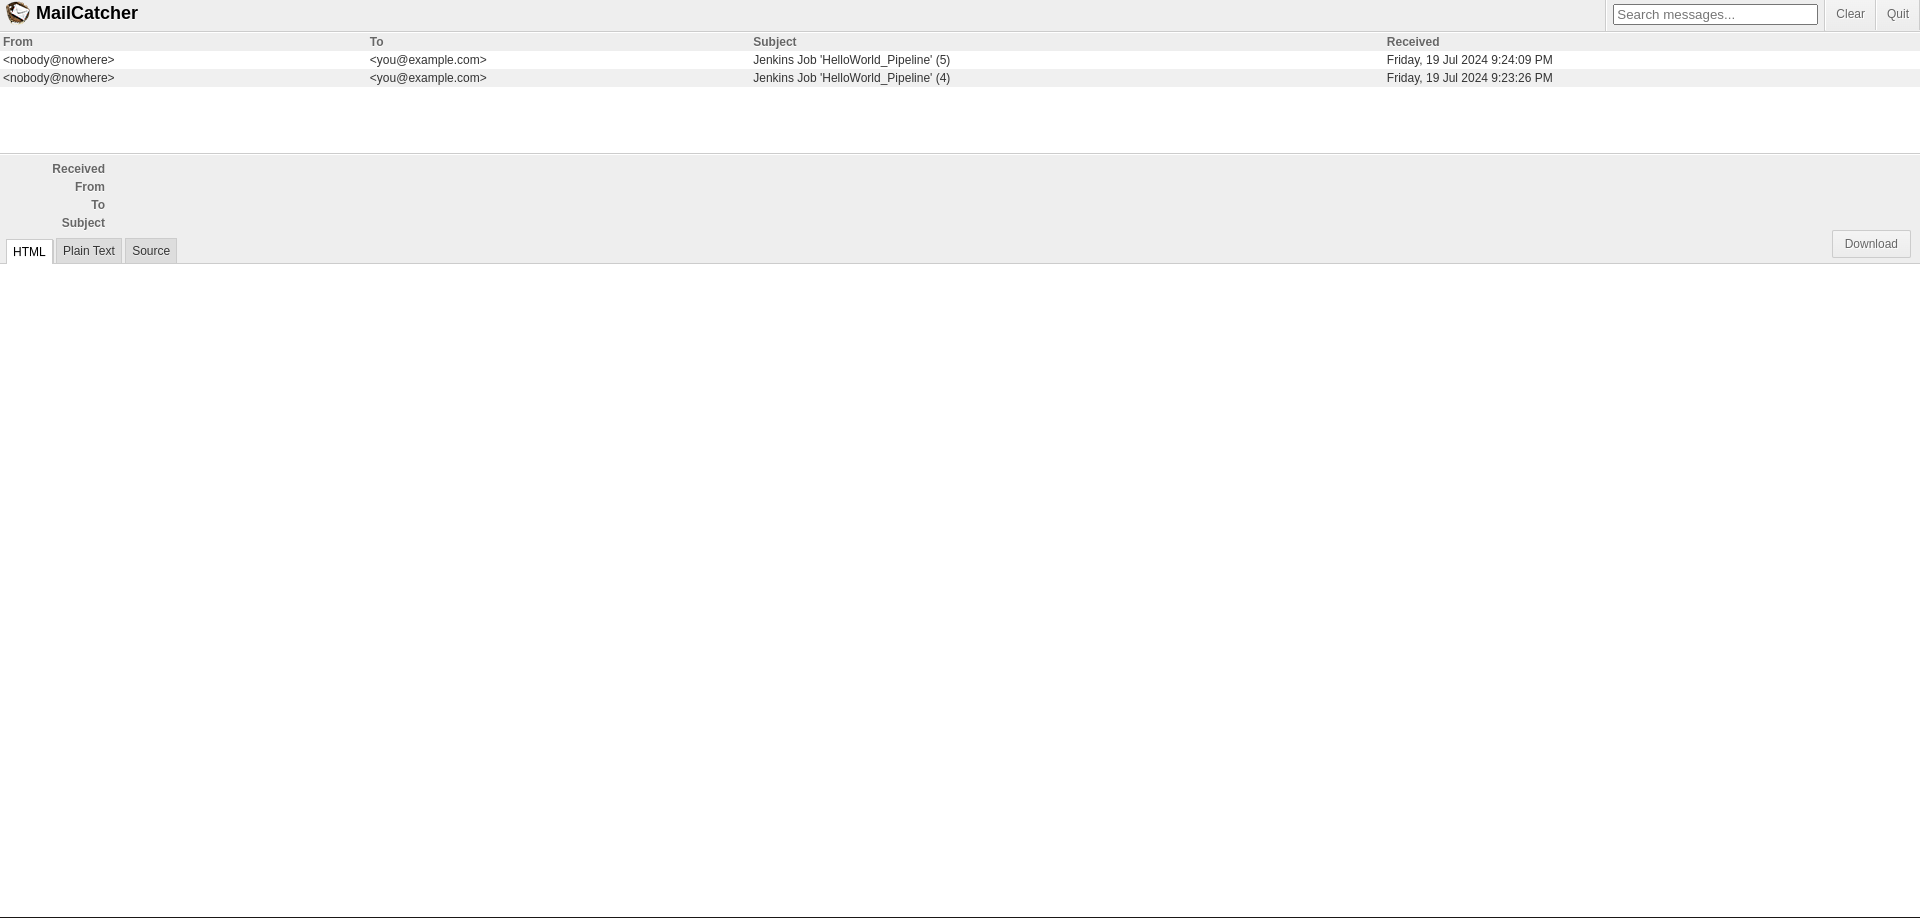 MailCatcher Search messages... Clear Quit
From To Subject Received
<nobody@nowhere> <you@example.com> Jenkins Job 'HelloWorld_Pipeline' (5) Friday, 19 Jul 2024 9:24:09 PM
<nobody@nowhere> <you@example.com> Jenkins Job 'HelloWorld_Pipeline' (4) Friday, 19 Jul 2024 9:23:26 PM
Received
From
To
Subject
HTML Plain Text Source Download